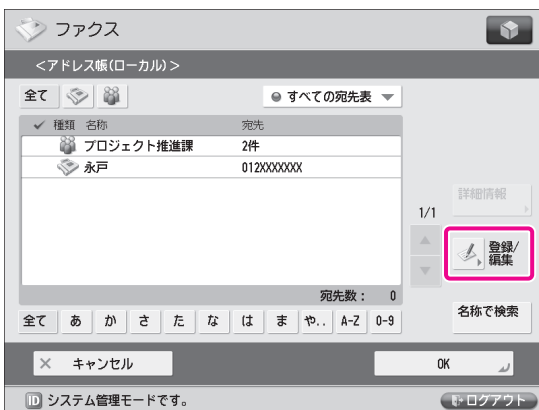 ファクス
<アドレス帳(ローカル)>
全て
すべての宛先表
種類 名称 宛先
プロジェクト推進課 2件
永戸 012XXXXXXX
詳細情報
1/1
登録/
編集
宛先数: 0
名称で検索
全て あ か さ た な は ま や.. A-Z 0-9
キャンセル
OK
ID システム管理モードです。
ログアウト